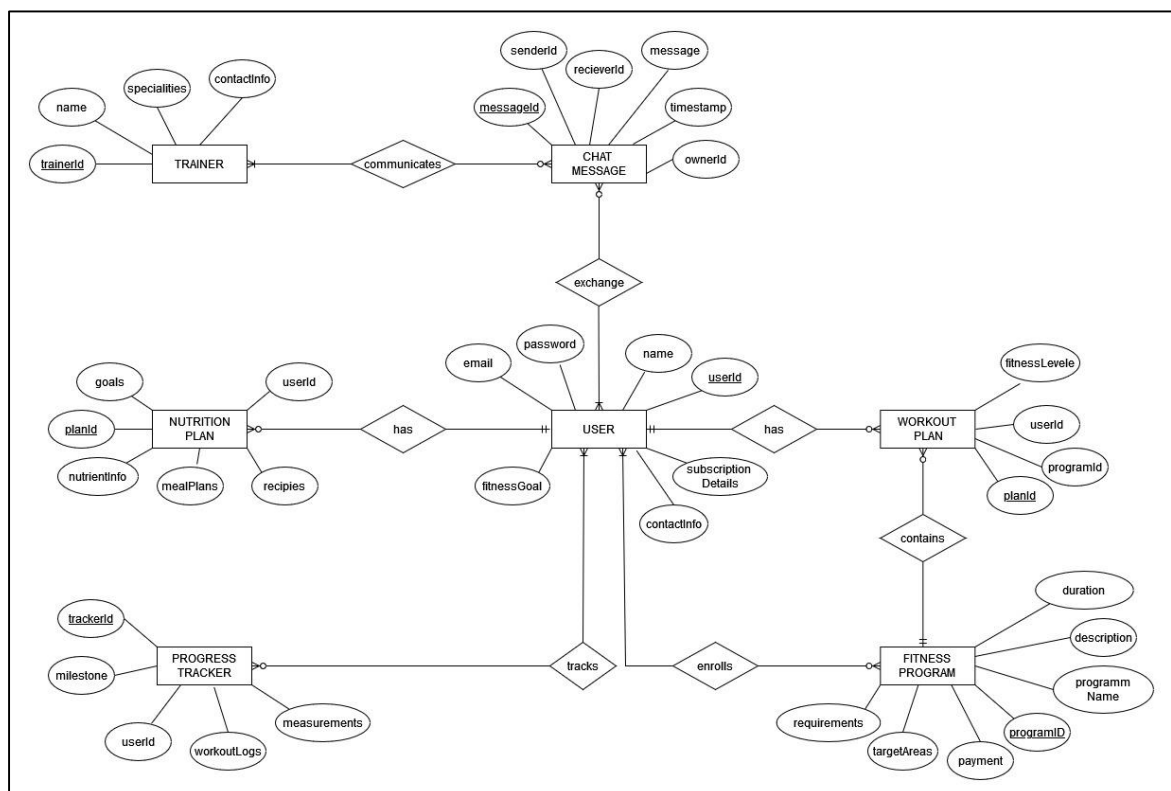 senderId
message
recieverId
contactInfo
specialities
name
messageId
timestamp
trainerId
TRAINER
communicates
CHAT
MESSAGE
ownerId
exchange
password
name
email
fitnessLevele
goals
userId
userId
planId
NUTRITION
PLAN
has
USER
has
WORKOUT
PLAN
userId
programId
nutrientInfo
mealPlans
recipies
fitnessGoal
subscription
Details
planId
contactInfo
contains
duration
trackerId
description
milestone
PROGRESS
TRACKER
tracks
enrolls
FITNESS
PROGRAM
programm
Name
measurements
requirements
userId
workoutLogs
targetAreas
payment
programID